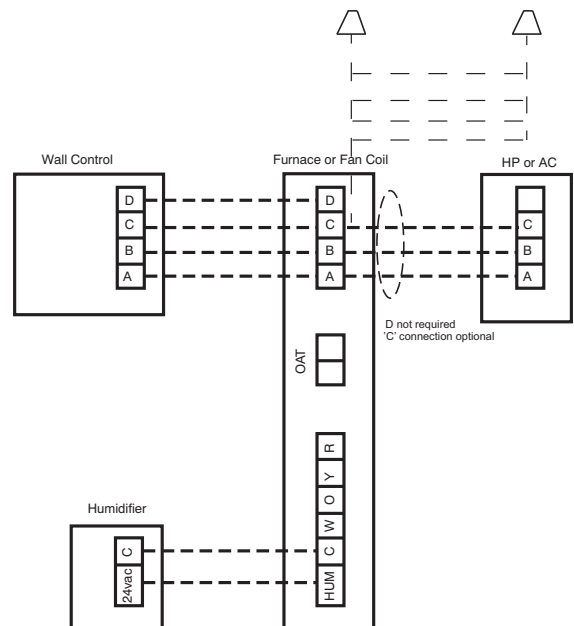 Wall Control
Furnace or Fan Coil
HP or AC
D
D
C
C
C
B
B
B
A
A
A
D not required
'C' connection optional
OAT
R
Y
O
W
C
HUM
Humidifier
C
24vac